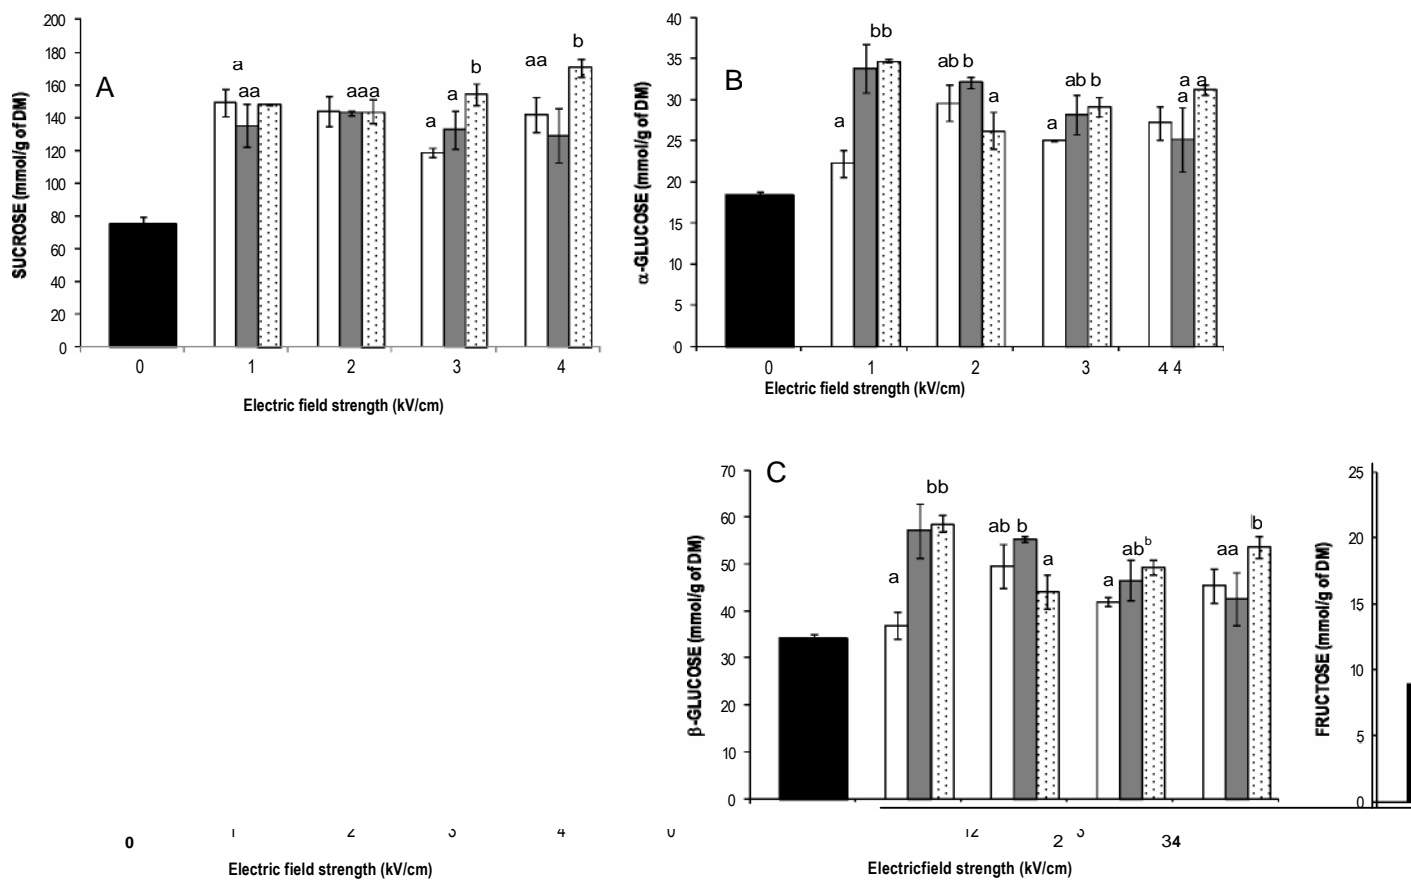 A
SUCROSE (mmol/g of DM)
200
180
160
140
120
100
80
60
40
20
0
a
aa
aaa
a
a
b
aa
b
0 1 2 3 4
Electric field strength (kV/cm)
B
α-GLUCOSE (mmol/g of DM)
40
35
30
25
20
15
10
5
0
a
bb
ab b
a
a
ab b
a a
a
0 1 2 3 4 4
Electric field strength (kV/cm)
C
β-GLUCOSE (mmol/g of DM)
70
60
50
40
30
20
10
0
a
bb
ab b
a
a
ab b
aa
b
FRUCTOSE (mmol/g of DM)
25
20
15
10
5
0
1 2 3 4 0 12 3
0 2 34
Electric field strength (kV/cm)
Electricfield strength (kV/cm)